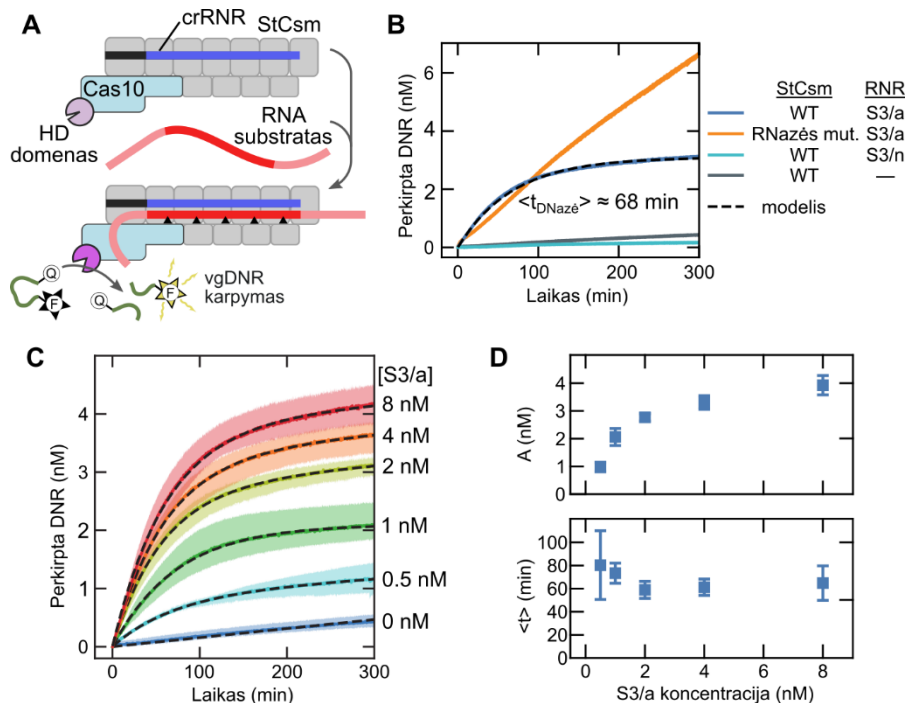 A
crRNR
StCsm
Cas10
HD
domenas
RNA
substratas
Q
F
Q
F
vgDNR
karpymas
B
Perkirpta DNR (nM)
6
4
2
0
<t_DNazė> ≈ 68 min
0 100 200 300
Laikas (min)
StCsm RNR
WT S3/a
RNazės mut. S3/a
WT S3/n
WT —
modelis
C
Perkirpta DNR (nM)
4
3
2
1
0
0 100 200 300
Laikas (min)
[S3/a]
8 nM
4 nM
2 nM
1 nM
0.5 nM
0 nM
D
A (nM)
4
3
2
1
0
<t> (min)
100
80
60
40
20
0
0 2 4 6 8
S3/a koncentracija (nM)